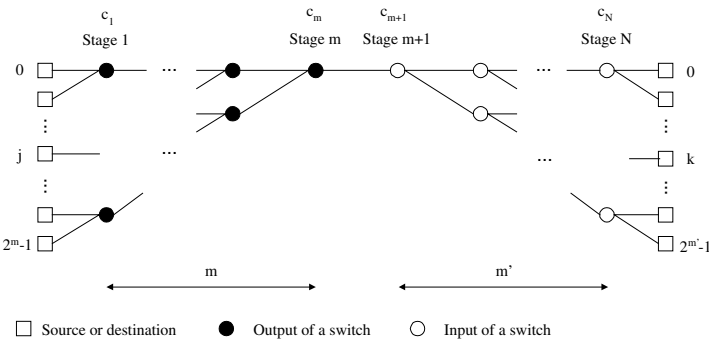 c₁ cₘ cₘ₊₁ c_N
Stage 1 Stage m Stage m+1 Stage N
0 ... ... 0
⋮ ⋮
j ... ... k
⋮ ⋮
2ᵐ-1 2ᵐ'-1
m m'
Source or destination Output of a switch Input of a switch